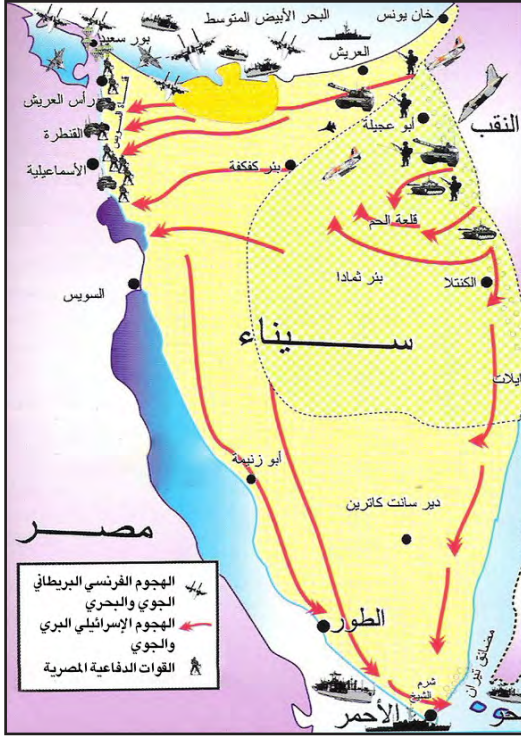 خان يونس
البحر الأبيض المتوسط
بور سعيد
العريش
رأس العريش
أبو عجيلة
النقب
القنطرة
الأسماعيلية
بئر كفكفة
قلعة الحم
بئر ثمادا
الكنتلا
السويس
سيناء
ايلات
أبو زنيمة
دير سانت كاترين
مصر
الطور
مضائق تيران
شرم
الشيخ
الأحمر
حو
الهجوم الفرنسي البريطاني
الجوي والبحري
الهجوم الإسرائيلي البري
والجوي
القوات الدفاعية المصرية